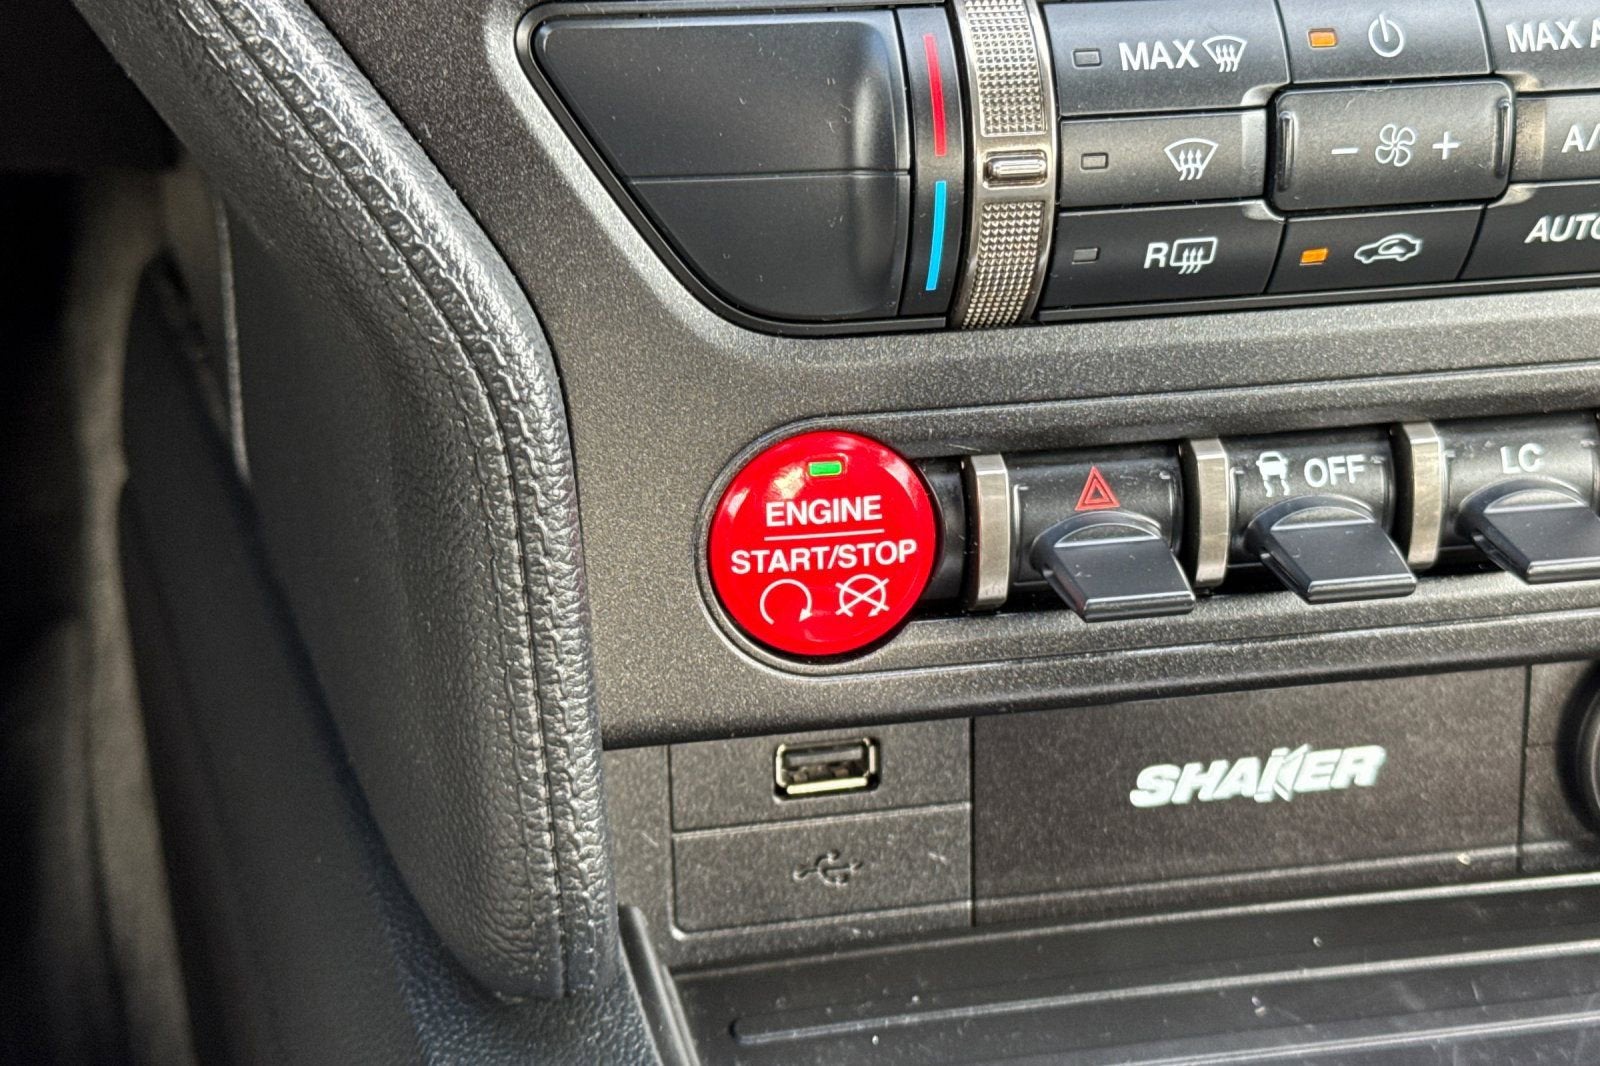 MAX
MAX A
- +
A/
R
AUTO
ENGINE
START/STOP
OFF
LC
SHAKER